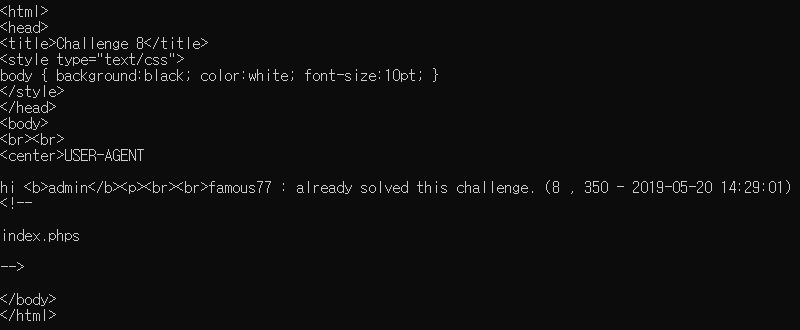 <html>
<head>
<title>Challenge 8</title>
<style type="text/css">
body { background:black; color:white; font-size:10pt; }
</style>
</head>
<body>
<br><br>
<center>USER-AGENT
hi <b>admin</b><p><br><br>famous77 : already solved this challenge. (8 , 350 - 2019-05-20 14:29:01)
<!--
index.phps
-->
</body>
</html>